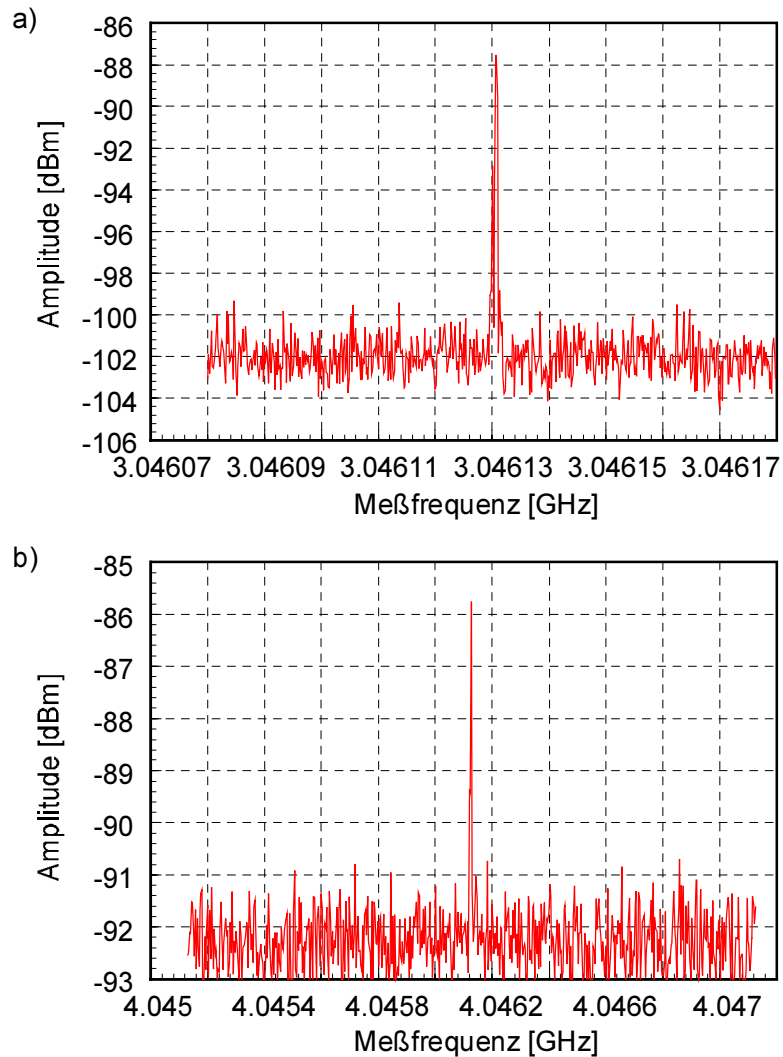 a)
-86
-88
-90
-92
-94
-96
-98
-100
-102
-104
-106
Amplitude [dBm]
3.04607 3.04609 3.04611 3.04613 3.04615 3.04617
Meßfrequenz [GHz]
b)
-85
-86
-87
-88
-89
-90
-91
-92
-93
Amplitude [dBm]
4.045 4.0454 4.0458 4.0462 4.0466 4.047
Meßfrequenz [GHz]